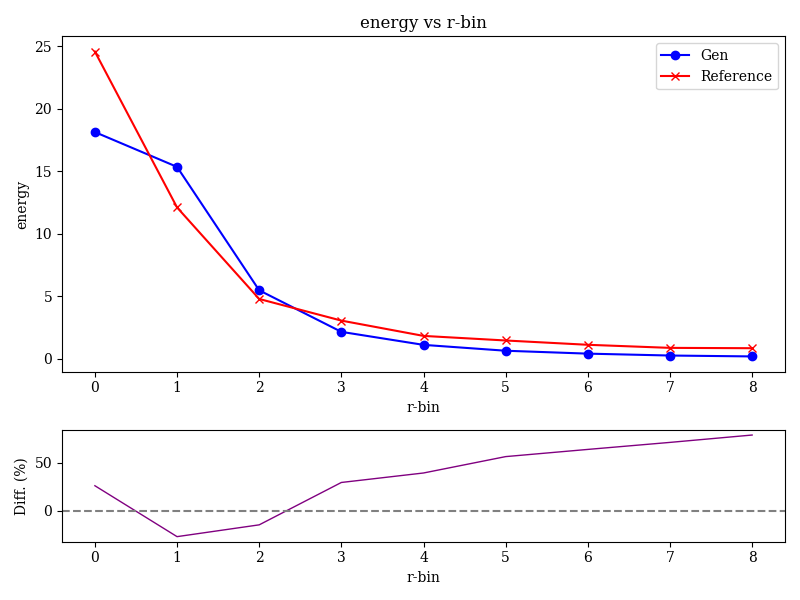 energy vs r-bin
Gen
Reference
energy
25
20
15
10
5
0
0 1 2 3 4 5 6 7 8
r-bin
Diff. (%)
50
0
0 1 2 3 4 5 6 7 8
r-bin